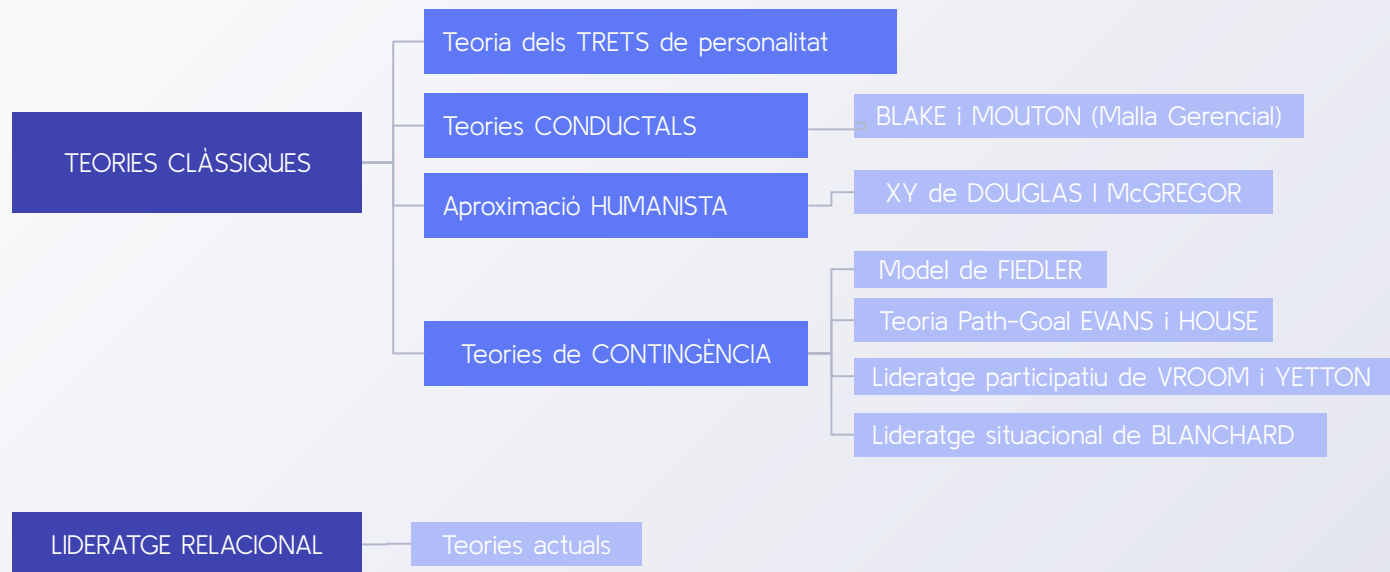 Teoria dels TRETS de personalitat
TEORIES CLÀSSIQUES
Teories CONDUCTALS
BLAKE i MOUTON (Malla Gerencial)
Aproximació HUMANISTA
XY de DOUGLAS I McGREGOR
Teories de CONTINGÈNCIA
Model de FIEDLER
Teoria Path-Goal EVANS i HOUSE
Lideratge participatiu de VROOM i YETTON
Lideratge situacional de BLANCHARD
LIDERATGE RELACIONAL
Teories actuals